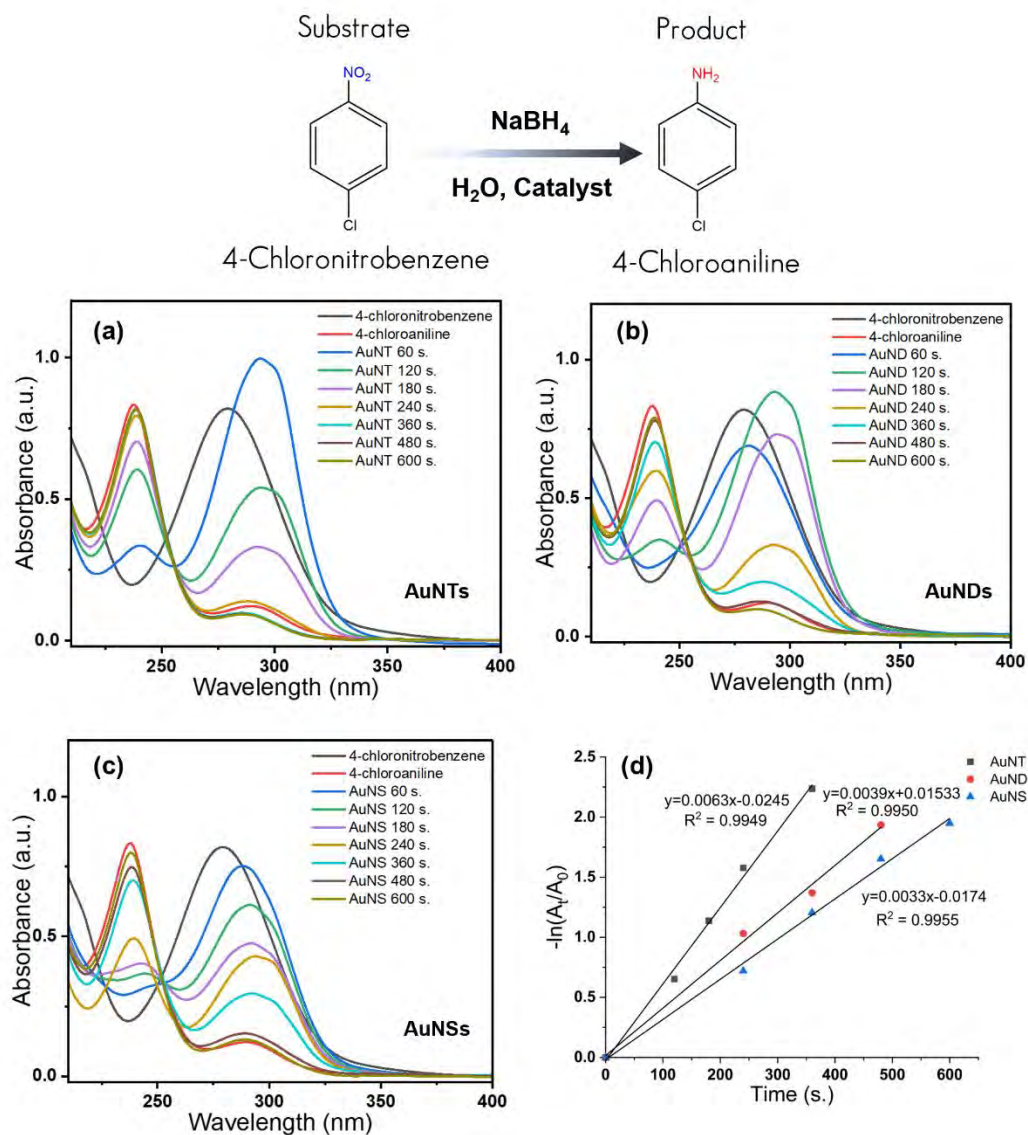 Substrate
Product
NO2
NH2
NaBH4
H2O, Catalyst
Cl
Cl
4-Chloronitrobenzene
4-Chloroaniline
(a)
4-chloronitrobenzene
4-chloroaniline
AuNT 60 s.
AuNT 120 s.
AuNT 180 s.
AuNT 240 s.
AuNT 360 s.
AuNT 480 s.
AuNT 600 s.
AuNTs
1.0
0.5
0.0
Absorbance (a.u.)
250 300 350 400
Wavelength (nm)
(b)
4-chloronitrobenzene
4-chloroaniline
AuND 60 s.
AuND 120 s.
AuND 180 s.
AuND 240 s.
AuND 360 s.
AuND 480 s.
AuND 600 s.
AuNDs
1.0
0.5
0.0
Absorbance (a.u.)
250 300 350 400
Wavelength (nm)
(c)
4-chloronitrobenzene
4-chloroaniline
AuNS 60 s.
AuNS 120 s.
AuNS 180 s.
AuNS 240 s.
AuNS 360 s.
AuNS 480 s.
AuNS 600 s.
AuNSs
1.0
0.5
0.0
Absorbance (a.u.)
250 300 350 400
Wavelength (nm)
(d)
AuNT
AuND
AuNS
y=0.0063x-0.0245
R2 = 0.9949
y=0.0039x+0.01533
R2 = 0.9950
y=0.0033x-0.0174
R2 = 0.9955
2.5
2.0
1.5
1.0
0.5
0.0
-ln(At/A0)
0 100 200 300 400 500 600
Time (s.)